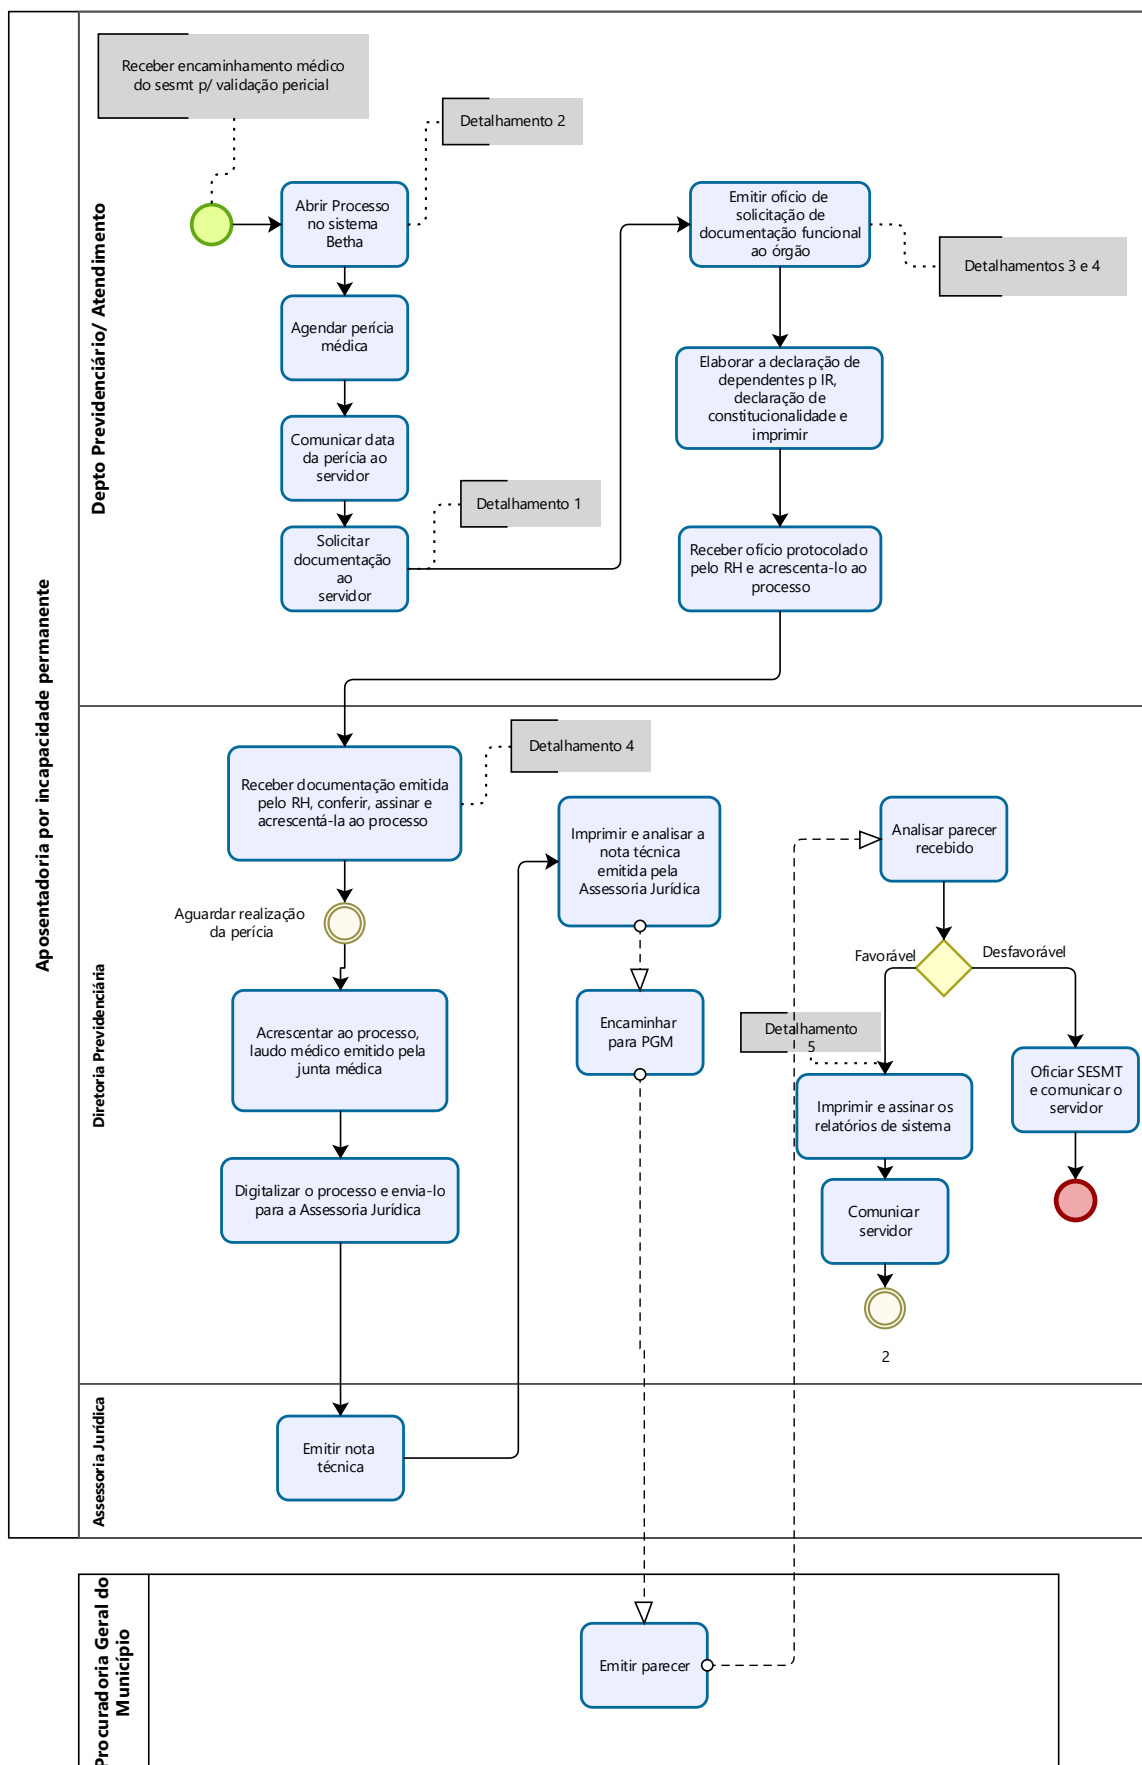 Aposentadoria por incapacidade permanente
Depto Previdenciário/ Atendimento
Receber encaminhamento médico
do sesmt p/ validação pericial
Detalhamento 2
Abrir Processo
no sistema
Betha
Agendar perícia
médica
Comunicar data
da perícia ao
servidor
Solicitar
documentação
ao
servidor
Detalhamento 1
Emitir ofício de
solicitação de
documentação funcional
ao órgão
Detalhamentos 3 e 4
Elaborar a declaração de
dependentes p IR,
declaração de
constitucionalidade e
imprimir
Receber ofício protocolado
pelo RH e acrescenta-lo ao
processo
Diretoria Previdenciária
Receber documentação emitida
pelo RH, conferir, assinar e
acrescentá-la ao processo
Detalhamento 4
Aguardar realização
da perícia
Acrescentar ao processo,
laudo médico emitido pela
junta médica
Digitalizar o processo e envia-lo
para a Assessoria Jurídica
Imprimir e analisar a
nota técnica
emitida pela
Assessoria Jurídica
Encaminhar
para PGM
Analisar parecer
recebido
Favorável
Desfavorável
Detalhamento
5
Imprimir e assinar os
relatórios de sistema
Comunicar
servidor
2
Oficiar SESMT
e comunicar o
servidor
Assessoria Jurídica
Emitir nota
técnica
Procuradoria Geral do
Município
Emitir parecer